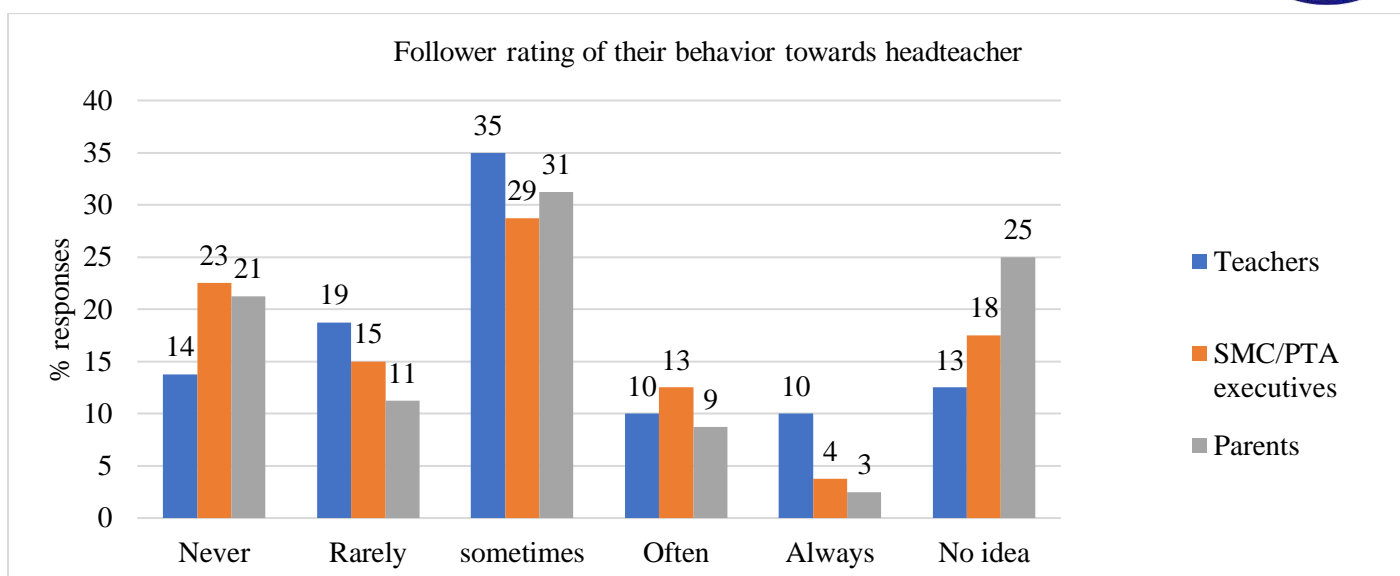 Follower rating of their behavior towards headteacher
40
35
30
25
20
15
10
5
0
% responses
14
23
21
19
15
11
35
29
31
10
13
9
10
4
3
13
18
25
Never
Rarely
sometimes
Often
Always
No idea
Teachers
SMC/PTA
executives
Parents